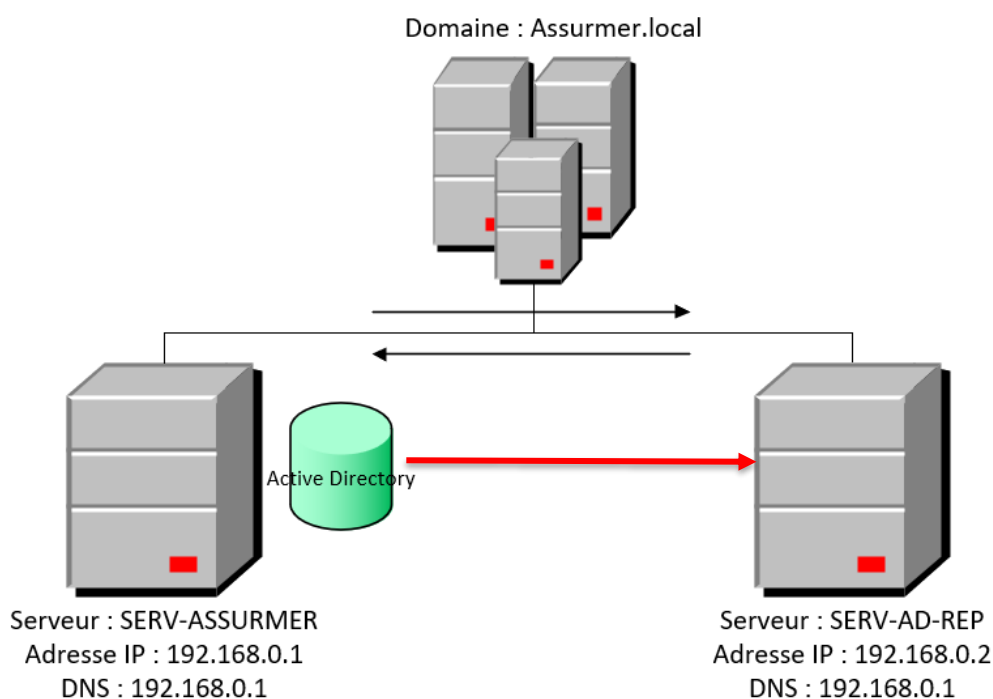 Domaine : Assurmer.local
Active Directory
Serveur : SERV-ASSURMER
Adresse IP : 192.168.0.1
DNS : 192.168.0.1
Serveur : SERV-AD-REP
Adresse IP : 192.168.0.2
DNS : 192.168.0.1